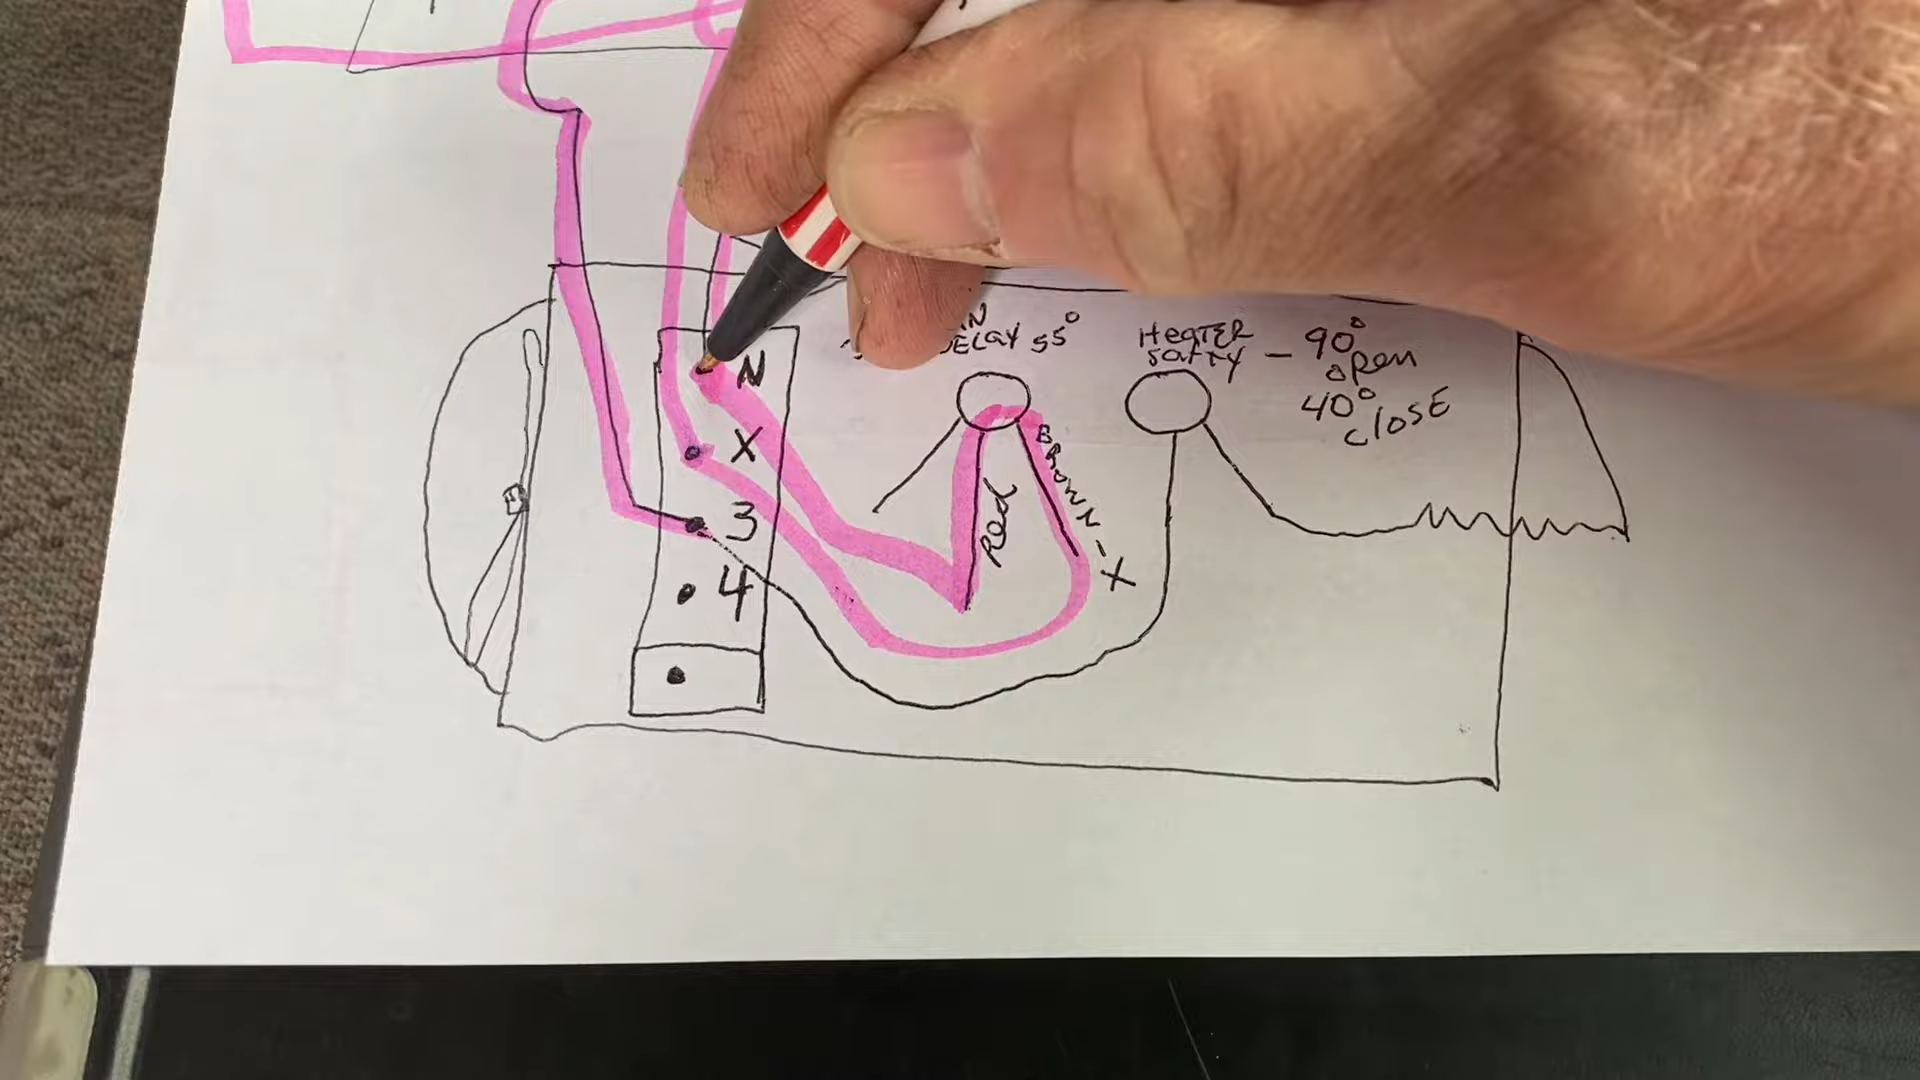 DELAY 55°
HEATER
SAFTY – 90°
OPEN
40°
CLOSE
N
X
3
4
Red
BROWN – X